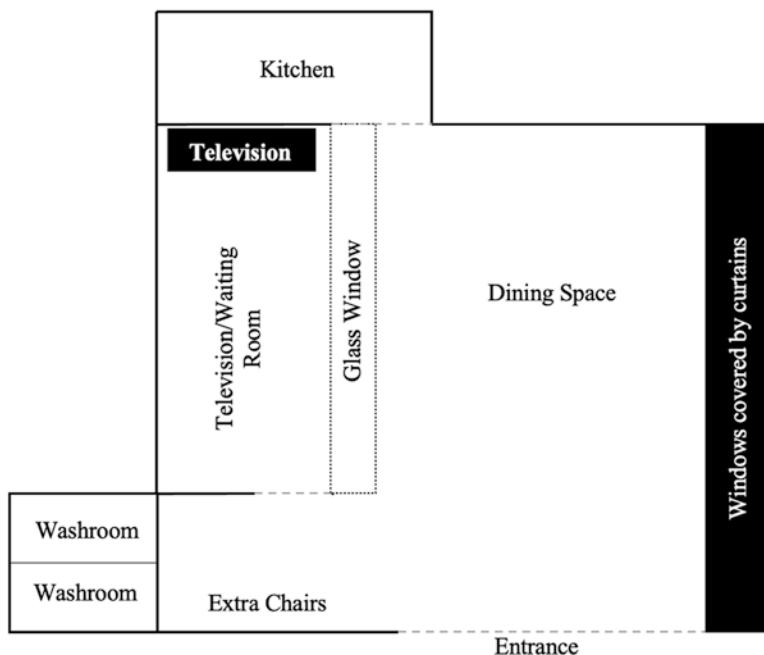 Kitchen
Television
Television/Waiting
Room
Glass Window
Dining Space
Windows covered by curtains
Washroom
Washroom
Extra Chairs
Entrance